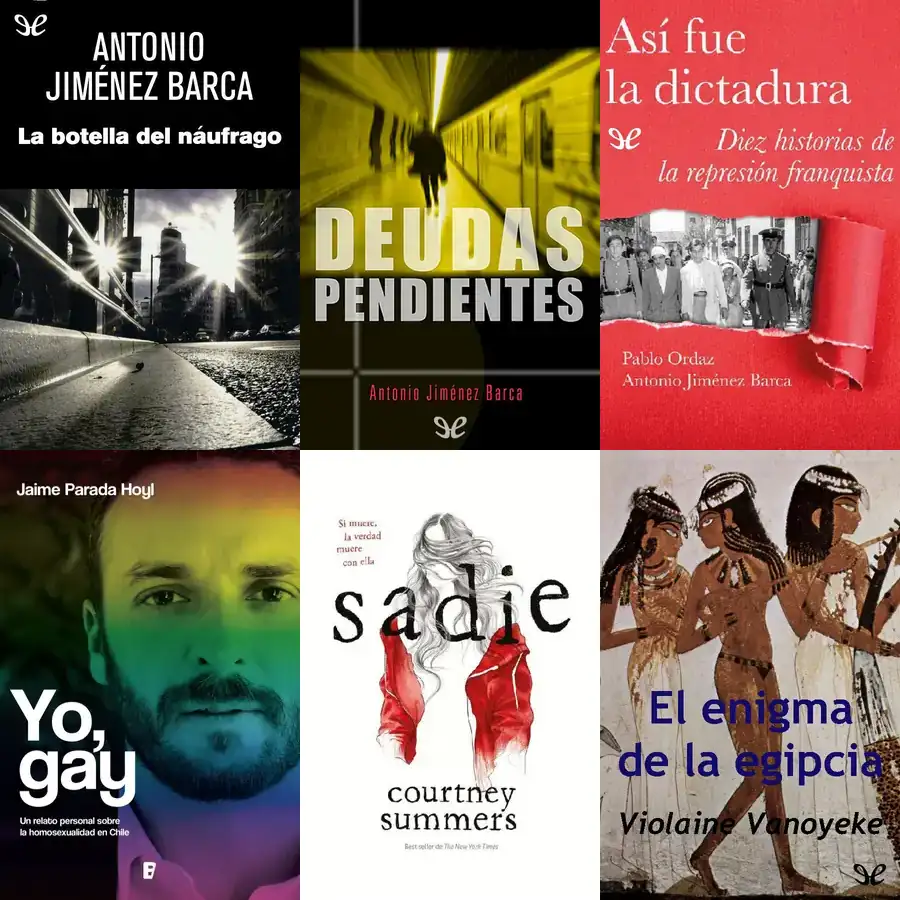 ANTONIO
JIMÉNEZ BARCA
La botella del náufrago
DEUDAS
PENDIENTES
Antonio Jiménez Barca
Así fue
la dictadura
Diez historias de
la represión franquista
Pablo Ordaz
Antonio Jiménez Barca
Jaime Parada Hoyl
Yo,
gay
Un relato personal sobre
la homosexualidad en Chile
B
Si muere,
la verdad
muere
con ella
sadie
courtney
summers
Best seller de The New York Times
El enigma
de la egipcia
Violaine Vanoyeke